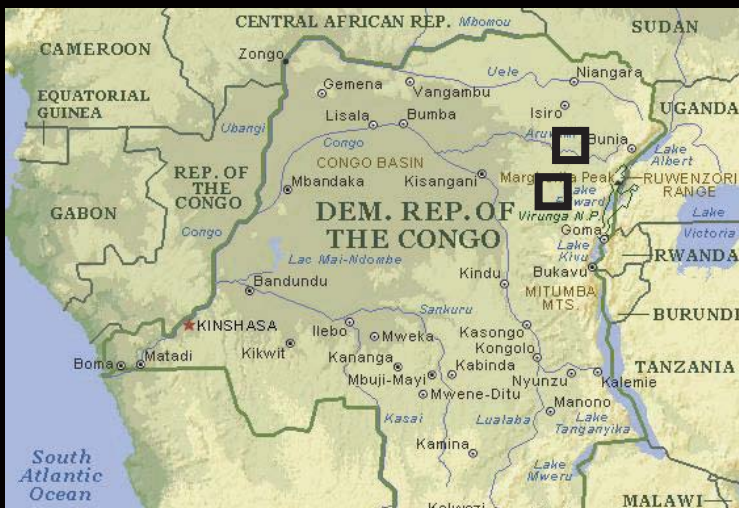 CENTRAL AFRICAN REP.
Mbomou
SUDAN
CAMEROON
Zongo
Uele
Niangara
Gemena
Vangambu
EQUATORIAL
GUINEA
Isiro
UGANDA
Lisala
Bumba
Ubangi
Congo
Bunia
Lake
Albert
CONGO BASIN
REP. OF
THE
CONGO
Mbandaka
Kisangani
Peak
RUWENZORI
RANGE
GABON
DEM. REP. OF
THE CONGO
Lake
Virunga N.P.
Lake
Victoria
Congo
Goma
Lac Mai-Ndombe
Lake
Kivu
RWANDA
Bandundu
Kindu
Bukavu
MITUMBA
MTS.
Sankuru
BURUNDI
KINSHASA
Ilebo
Mweka
Kasongo
Kikwit
Kananga
Kongolo
Boma
Matadi
Kabinda
TANZANIA
Mbuji-Mayi
Nyunzu
Kalemie
Mwene-Ditu
Manono
Kasai
Lualaba
Lake
Tanganyika
Kamina
South
Atlantic
Ocean
Lake
Mweru
MALAWI